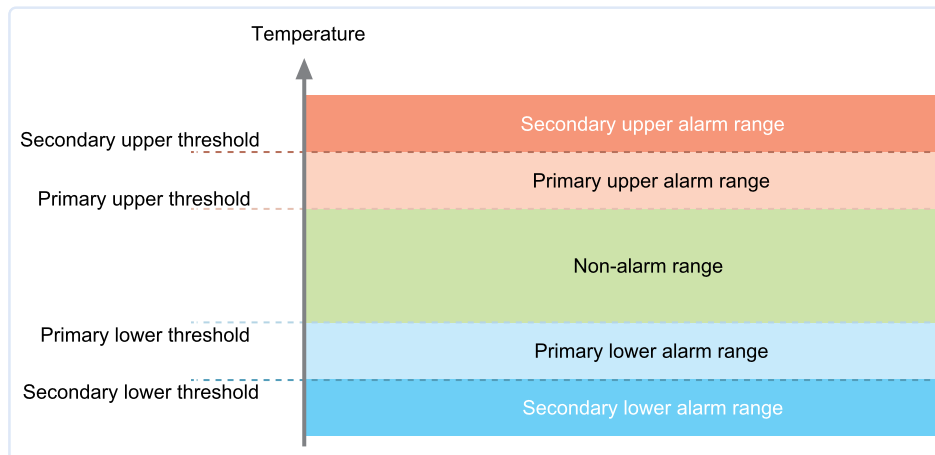 Temperature
Secondary upper alarm range
Secondary upper threshold
Primary upper alarm range
Primary upper threshold
Non-alarm range
Primary lower threshold
Primary lower alarm range
Secondary lower threshold
Secondary lower alarm range